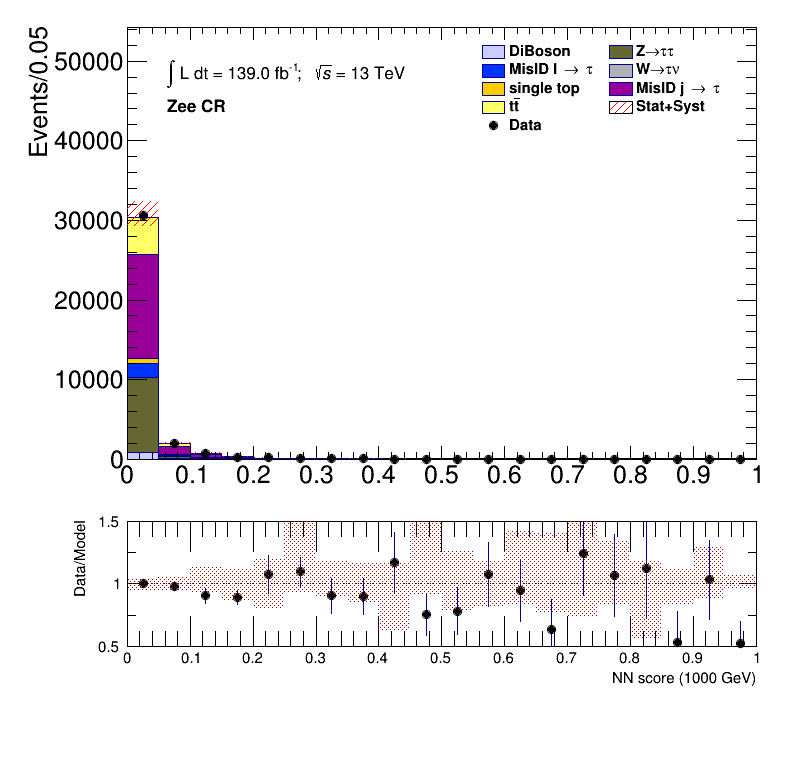 Events/0.05
50000
40000
30000
20000
10000
0
∫ L dt = 139.0 fb⁻¹; √s = 13 TeV
Zee CR
DiBoson
MisID l → τ
single top
tt̅
Data
Z→ττ
W→τν
MisID j → τ
Stat+Syst
0 0.1 0.2 0.3 0.4 0.5 0.6 0.7 0.8 0.9 1
Data/Model
1.5
1
0.5
0 0.1 0.2 0.3 0.4 0.5 0.6 0.7 0.8 0.9 1
NN score (1000 GeV)